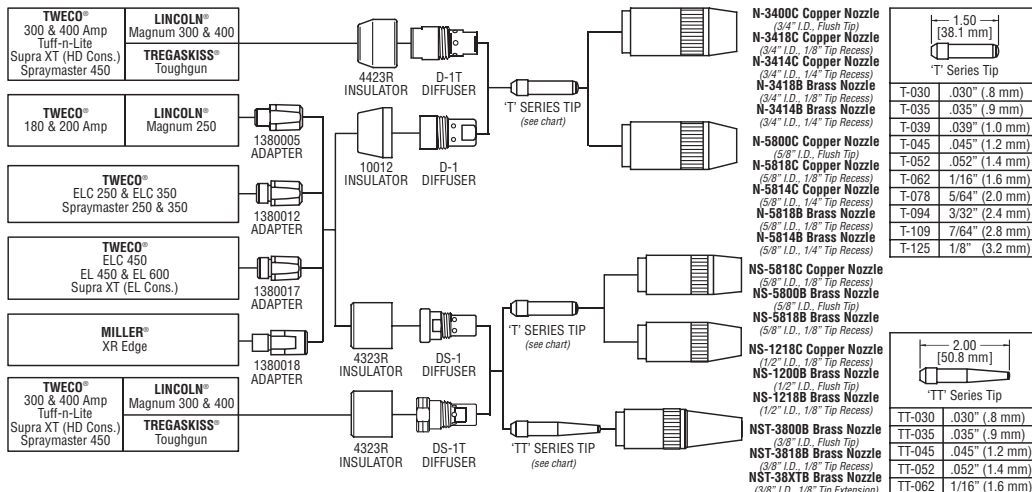 TWECO®
300 & 400 Amp
Tuff-n-Lite
Supra XT (HD Cons.)
Spraymaster 450
LINCOLN®
Magnum 300 & 400
TREGASKISS®
Toughgun
TWECO®
180 & 200 Amp
LINCOLN®
Magnum 250
TWECO®
ELC 250 & ELC 350
Spraymaster 250 & 350
TWECO®
ELC 450
EL 450 & EL 600
Supra XT (EL Cons.)
MILLER®
XR Edge
TWECO®
300 & 400 Amp
Tuff-n-Lite
Supra XT (HD Cons.)
Spraymaster 450
LINCOLN®
Magnum 300 & 400
TREGASKISS®
Toughgun
1380005
ADAPTER
1380012
ADAPTER
1380017
ADAPTER
1380018
ADAPTER
4423R
INSULATOR
D-1T
DIFFUSER
10012
INSULATOR
D-1
DIFFUSER
4323R
INSULATOR
DS-1
DIFFUSER
4323R
INSULATOR
DS-1T
DIFFUSER
‘T’ SERIES TIP
(see chart)
‘T’ SERIES TIP
(see chart)
‘TT’ SERIES TIP
(see chart)
N-3400C Copper Nozzle
(3/4" I.D., Flush Tip)
N-3418C Copper Nozzle
(3/4" I.D., 1/8" Tip Recess)
N-3414C Copper Nozzle
(3/4" I.D., 1/4" Tip Recess)
N-3418B Brass Nozzle
(3/4" I.D., 1/8" Tip Recess)
N-3414B Brass Nozzle
(3/4" I.D., 1/4" Tip Recess)
N-5800C Copper Nozzle
(5/8" I.D., Flush Tip)
N-5818C Copper Nozzle
(5/8" I.D., 1/8" Tip Recess)
N-5814C Copper Nozzle
(5/8" I.D., 1/4" Tip Recess)
N-5818B Brass Nozzle
(5/8" I.D., 1/8" Tip Recess)
N-5814B Brass Nozzle
(5/8" I.D., 1/4" Tip Recess)
NS-5818C Copper Nozzle
(5/8" I.D., 1/8" Tip Recess)
NS-5800B Brass Nozzle
(5/8" I.D., Flush Tip)
NS-5818B Brass Nozzle
(5/8" I.D., 1/8" Tip Recess)
NS-1218C Copper Nozzle
(1/2" I.D., 1/8" Tip Recess)
NS-1200B Brass Nozzle
(1/2" I.D., Flush Tip)
NS-1218B Brass Nozzle
(1/2" I.D., 1/8" Tip Recess)
NST-3800B Brass Nozzle
(3/8" I.D., Flush Tip)
NST-3818B Brass Nozzle
(3/8" I.D., 1/8" Tip Recess)
NST-38XTB Brass Nozzle
(3/8" I.D., 1/8" Tip Extension)
1.50
[38.1 mm]
‘T’ Series Tip
T-030 .030" (.8 mm)
T-035 .035" (.9 mm)
T-039 .039" (1.0 mm)
T-045 .045" (1.2 mm)
T-052 .052" (1.4 mm)
T-062 1/16" (1.6 mm)
T-078 5/64" (2.0 mm)
T-094 3/32" (2.4 mm)
T-109 7/64" (2.8 mm)
T-125 1/8" (3.2 mm)
2.00
[50.8 mm]
‘TT’ Series Tip
TT-030 .030" (.8 mm)
TT-035 .035" (.9 mm)
TT-045 .045" (1.2 mm)
TT-052 .052" (1.4 mm)
TT-062 1/16" (1.6 mm)